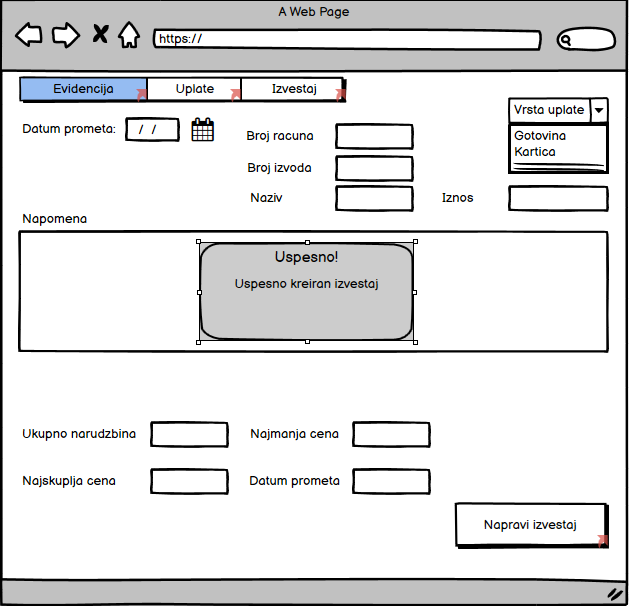 A Web Page
https://
Evidencija Uplate Izvestaj
Vrsta uplate
Gotovina
Kartica
Datum prometa: / /
Broj racuna
Broj izvoda
Naziv
Iznos
Napomena
Uspesno!
Uspesno kreiran izvestaj
Ukupno narudzbina
Najmanja cena
Najskuplja cena
Datum prometa
Napravi izvestaj